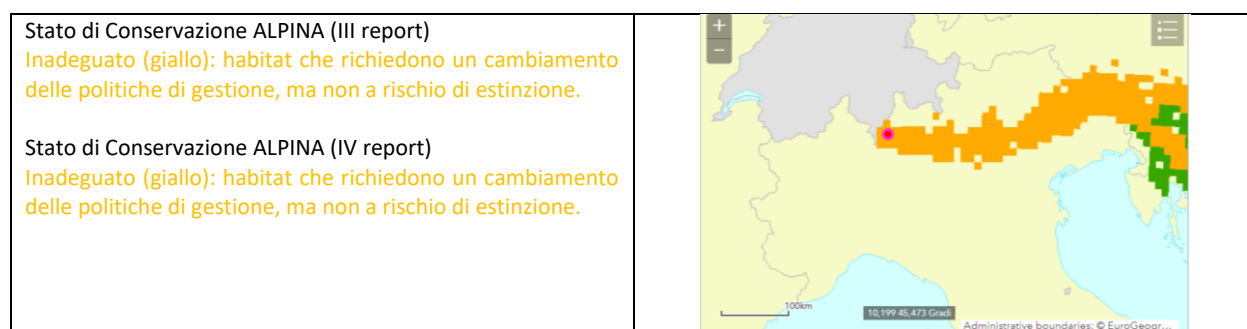 Stato di Conservazione ALPINA (III report)
Inadeguato (giallo): habitat che richiedono un cambiamento
delle politiche di gestione, ma non a rischio di estinzione.
Stato di Conservazione ALPINA (IV report)
Inadeguato (giallo): habitat che richiedono un cambiamento
delle politiche di gestione, ma non a rischio di estinzione.
+
−
100km
10,199 45,473 Gradi
Administrative boundaries: © EuroGeogr...